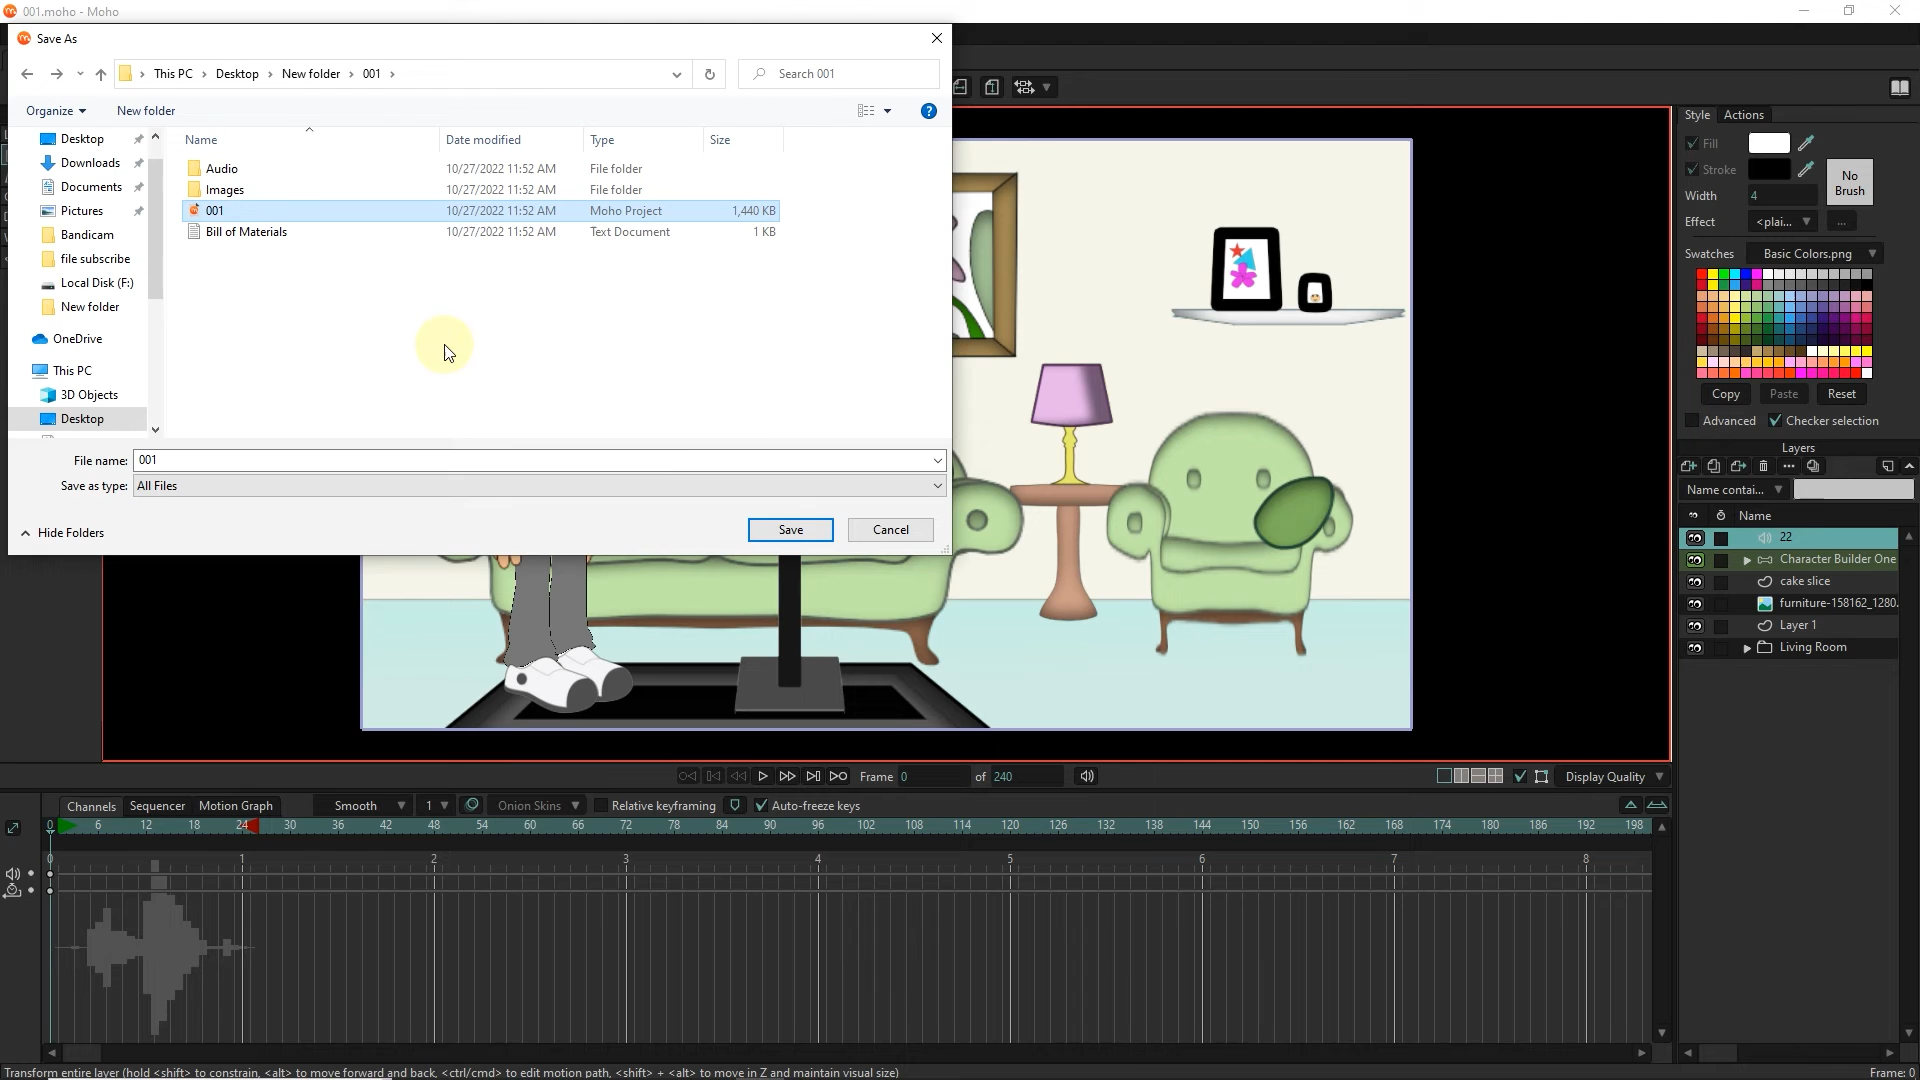 001.moho - Moho
Save As
This PC > Desktop > New folder > 001 >
Search 001
Organize
New folder
Name
Date modified
Type
Size
Audio 10/27/2022 11:52 AM File folder
Images 10/27/2022 11:52 AM File folder
001 10/27/2022 11:52 AM Moho Project 1,440 KB
Bill of Materials 10/27/2022 11:52 AM Text Document 1 KB
Desktop
Downloads
Documents
Pictures
Bandicam
file subscribe
Local Disk (F:)
New folder
OneDrive
This PC
3D Objects
Desktop
File name: 001
Save as type: All Files
Hide Folders
Save
Cancel
Style
Actions
Fill
Stroke
No
Brush
Width 4
Effect <plai... ...
Swatches Basic Colors.png
Copy
Paste
Reset
Advanced
Checker selection
Layers
Name contai...
Name
22
Character Builder One
cake slice
furniture-158162_1280.
Layer 1
Living Room
Frame 0 of 240
Display Quality
Channels
Sequencer
Motion Graph
Smooth
1
Onion Skins
Relative keyframing
Auto-freeze keys
0 6 12 18 24 30 36 42 48 54 60 66 72 78 84 90 96 102 108 114 120 126 132 138 144 150 156 162 168 174 180 186 192 198
0 1 2 3 4 5 6 7 8
Transform entire layer (hold <shift> to constrain, <alt> to move forward and back, <ctrl/cmd> to edit motion path, <shift> + <alt> to move in Z and maintain visual size)
Frame: 0